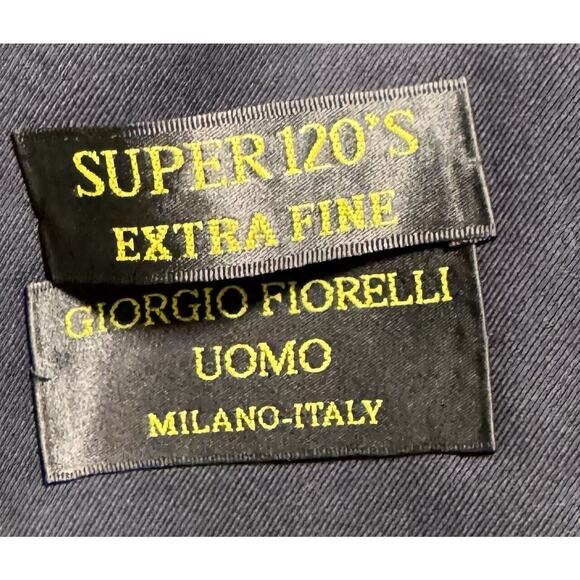 SUPER 120'S
EXTRA FINE
GIORGIO FIORELLI
UOMO
MILANO-ITALY